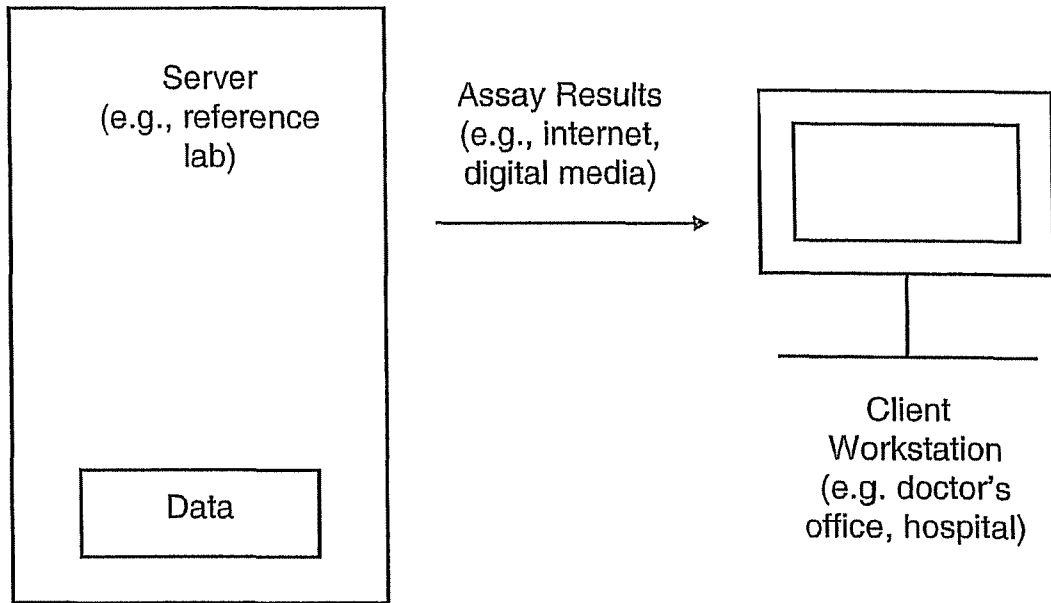 Server
(e.g., reference
lab)
Data
Assay Results
(e.g., internet,
digital media)
Client
Workstation
(e.g. doctor's
office, hospital)